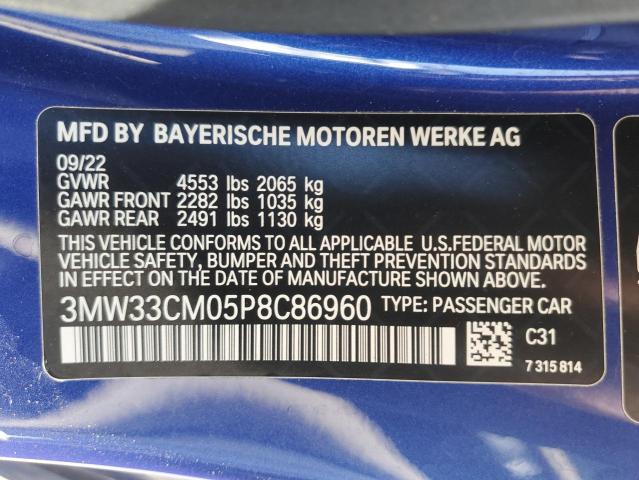 MFD BY BAYERISCHE MOTOREN WERKE AG
09/22
GVWR 4553 lbs 2065 kg
GAWR FRONT 2282 lbs 1035 kg
GAWR REAR 2491 lbs 1130 kg
THIS VEHICLE CONFORMS TO ALL APPLICABLE U.S.FEDERAL MOTOR
VEHICLE SAFETY, BUMPER AND THEFT PREVENTION STANDARDS
IN EFFECT ON THE DATE OF MANUFACTURE SHOWN ABOVE.
3MW33CM05P8C86960 TYPE: PASSENGER CAR
C31
7 315 814